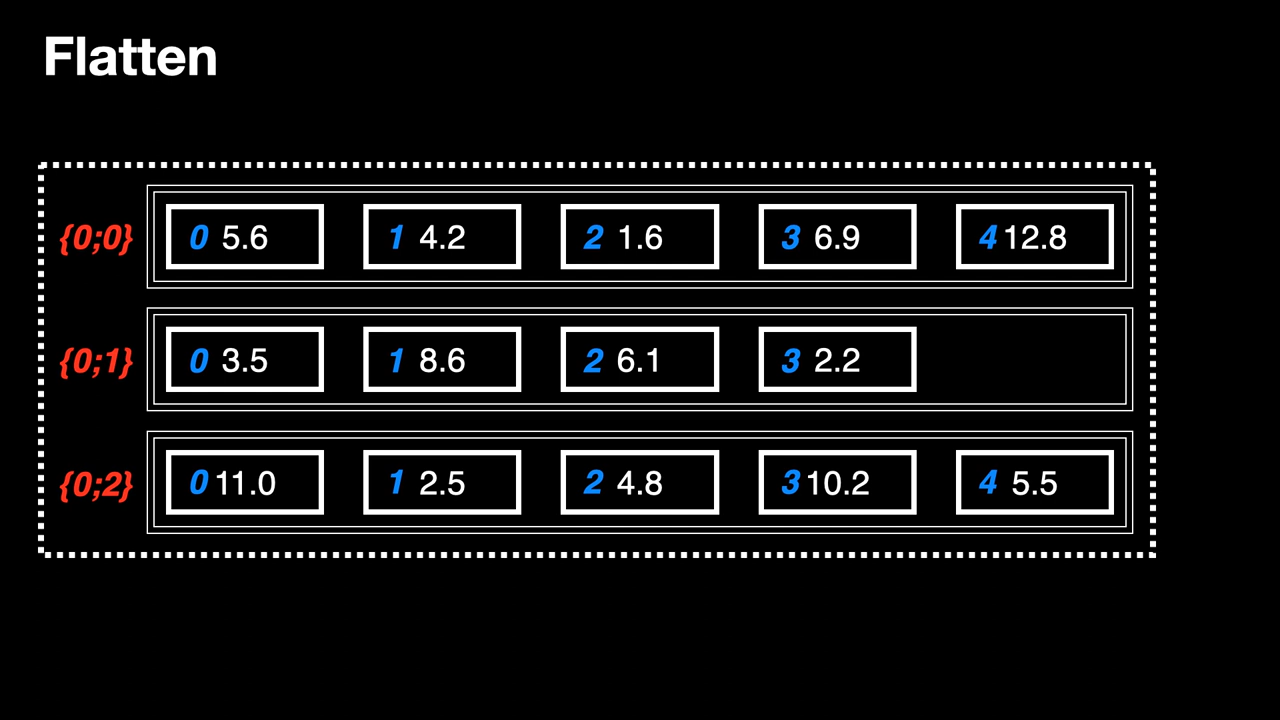 Flatten
{0;0} 0 5.6 1 4.2 2 1.6 3 6.9 4 12.8
{0;1} 0 3.5 1 8.6 2 6.1 3 2.2
{0;2} 0 11.0 1 2.5 2 4.8 3 10.2 4 5.5